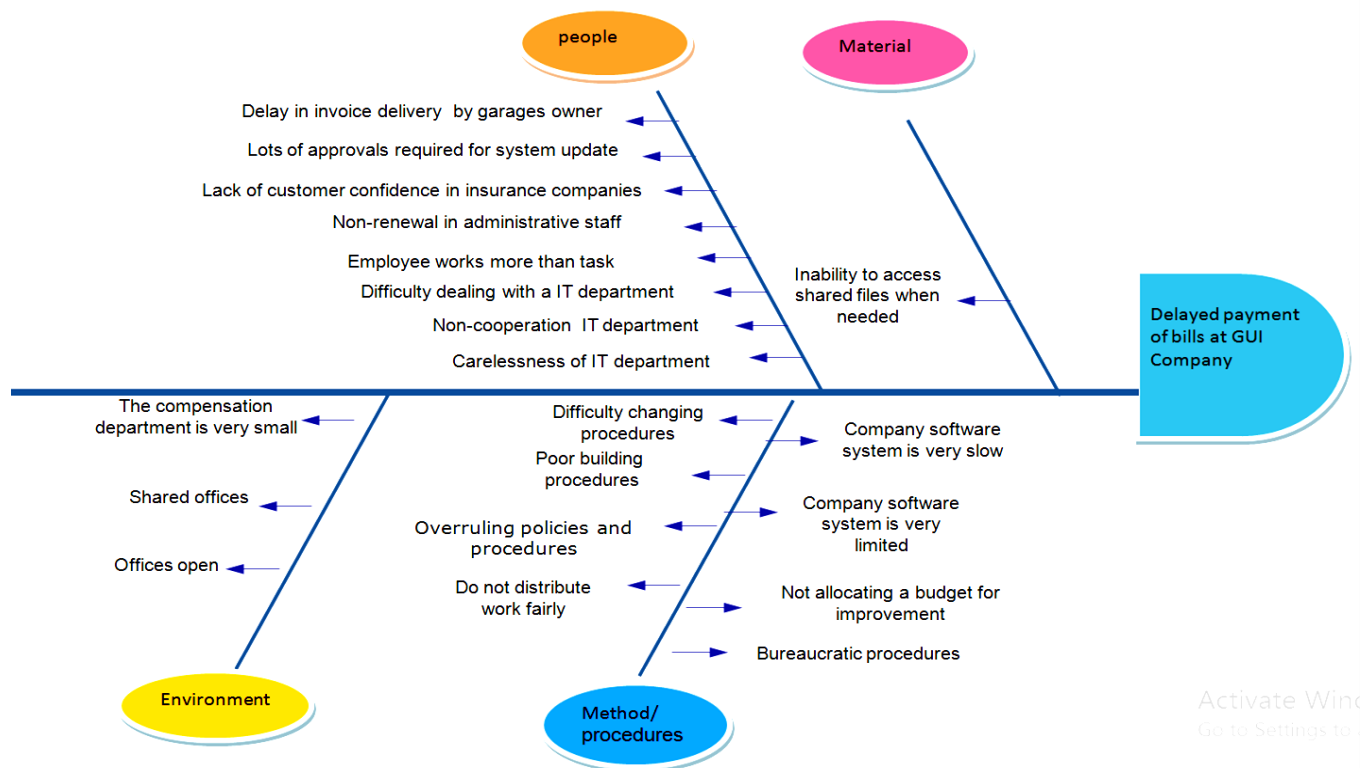 people
Material
Delay in invoice delivery by garages owner
Lots of approvals required for system update
Lack of customer confidence in insurance companies
Non-renewal in administrative staff
Employee works more than task
Difficulty dealing with a IT department
Non-cooperation IT department
Carelessness of IT department
Inability to access
shared files when
needed
Delayed payment
of bills at GUI
Company
The compensation
department is very small
Shared offices
Offices open
Difficulty changing
procedures
Poor building
procedures
Overruling policies and
procedures
Do not distribute
work fairly
Company software
system is very slow
Company software
system is very
limited
Not allocating a budget for
improvement
Bureaucratic procedures
Environment
Method/
procedures
Activate Wind
Go to Settings to